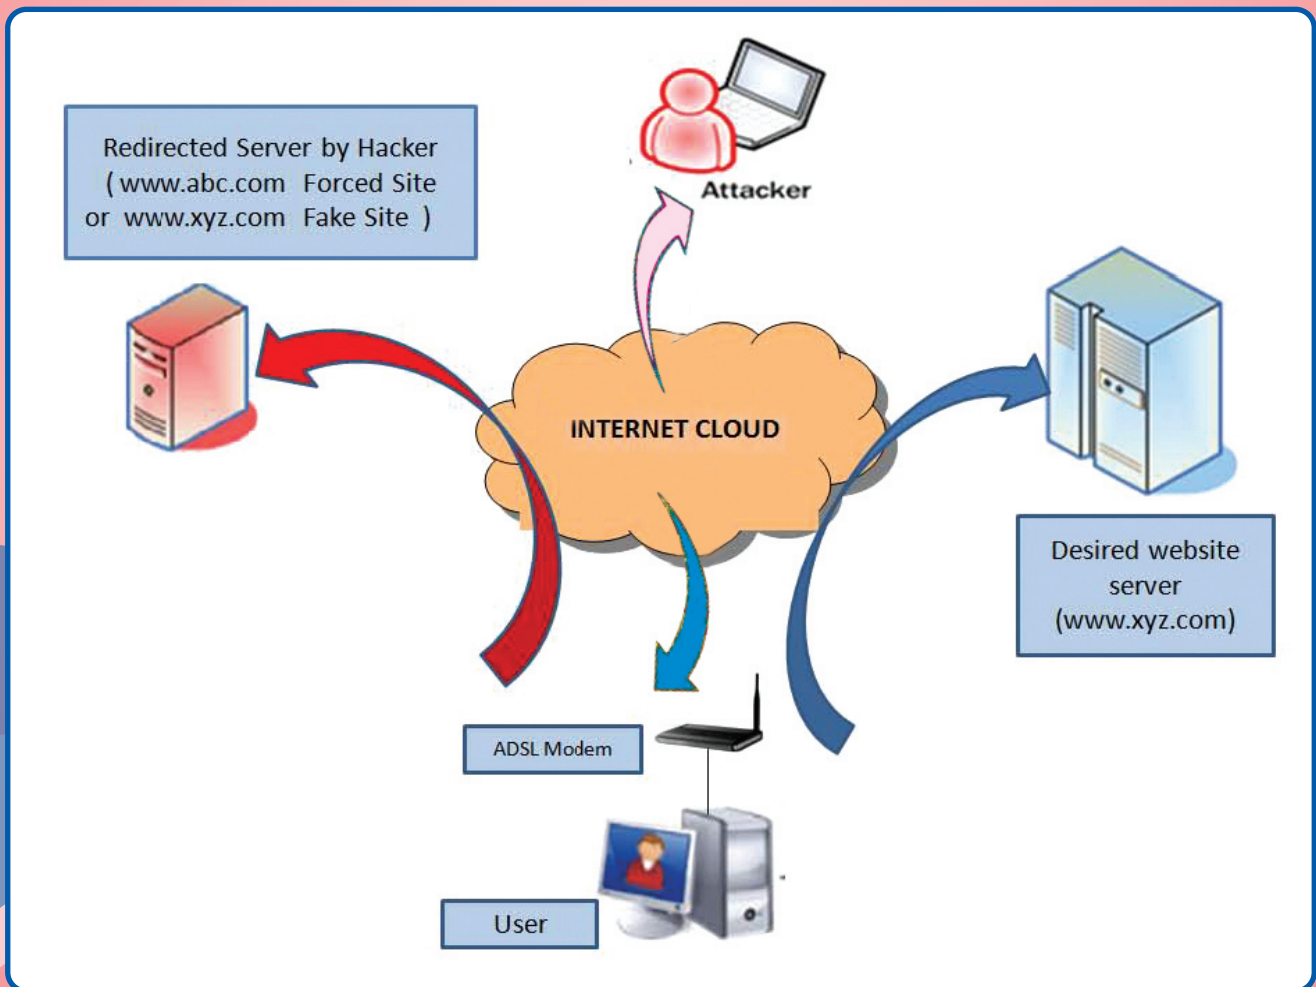 Attacker
Redirected Server by Hacker
( www.abc.com Forced Site
or www.xyz.com Fake Site )
INTERNET CLOUD
Desired website
server
(www.xyz.com)
ADSL Modem
User